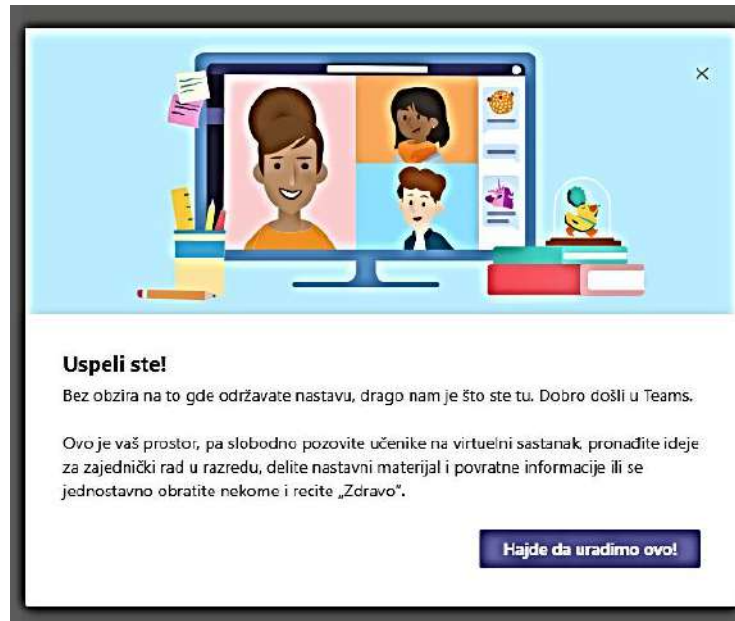 Uspeli ste!
Bez obzira na to gde održavate nastavu, drago nam je što ste tu. Dobro došli u Teams.
Ovo je vaš prostor, pa slobodno pozovite učenike na virtuelni sastanak, pronađite ideje
za zajednički rad u razredu, delite nastavni materijal i povratne informacije ili se
jednostavno obratite nekome i recite „Zdravo“.
Hajde da uradimo ovo!